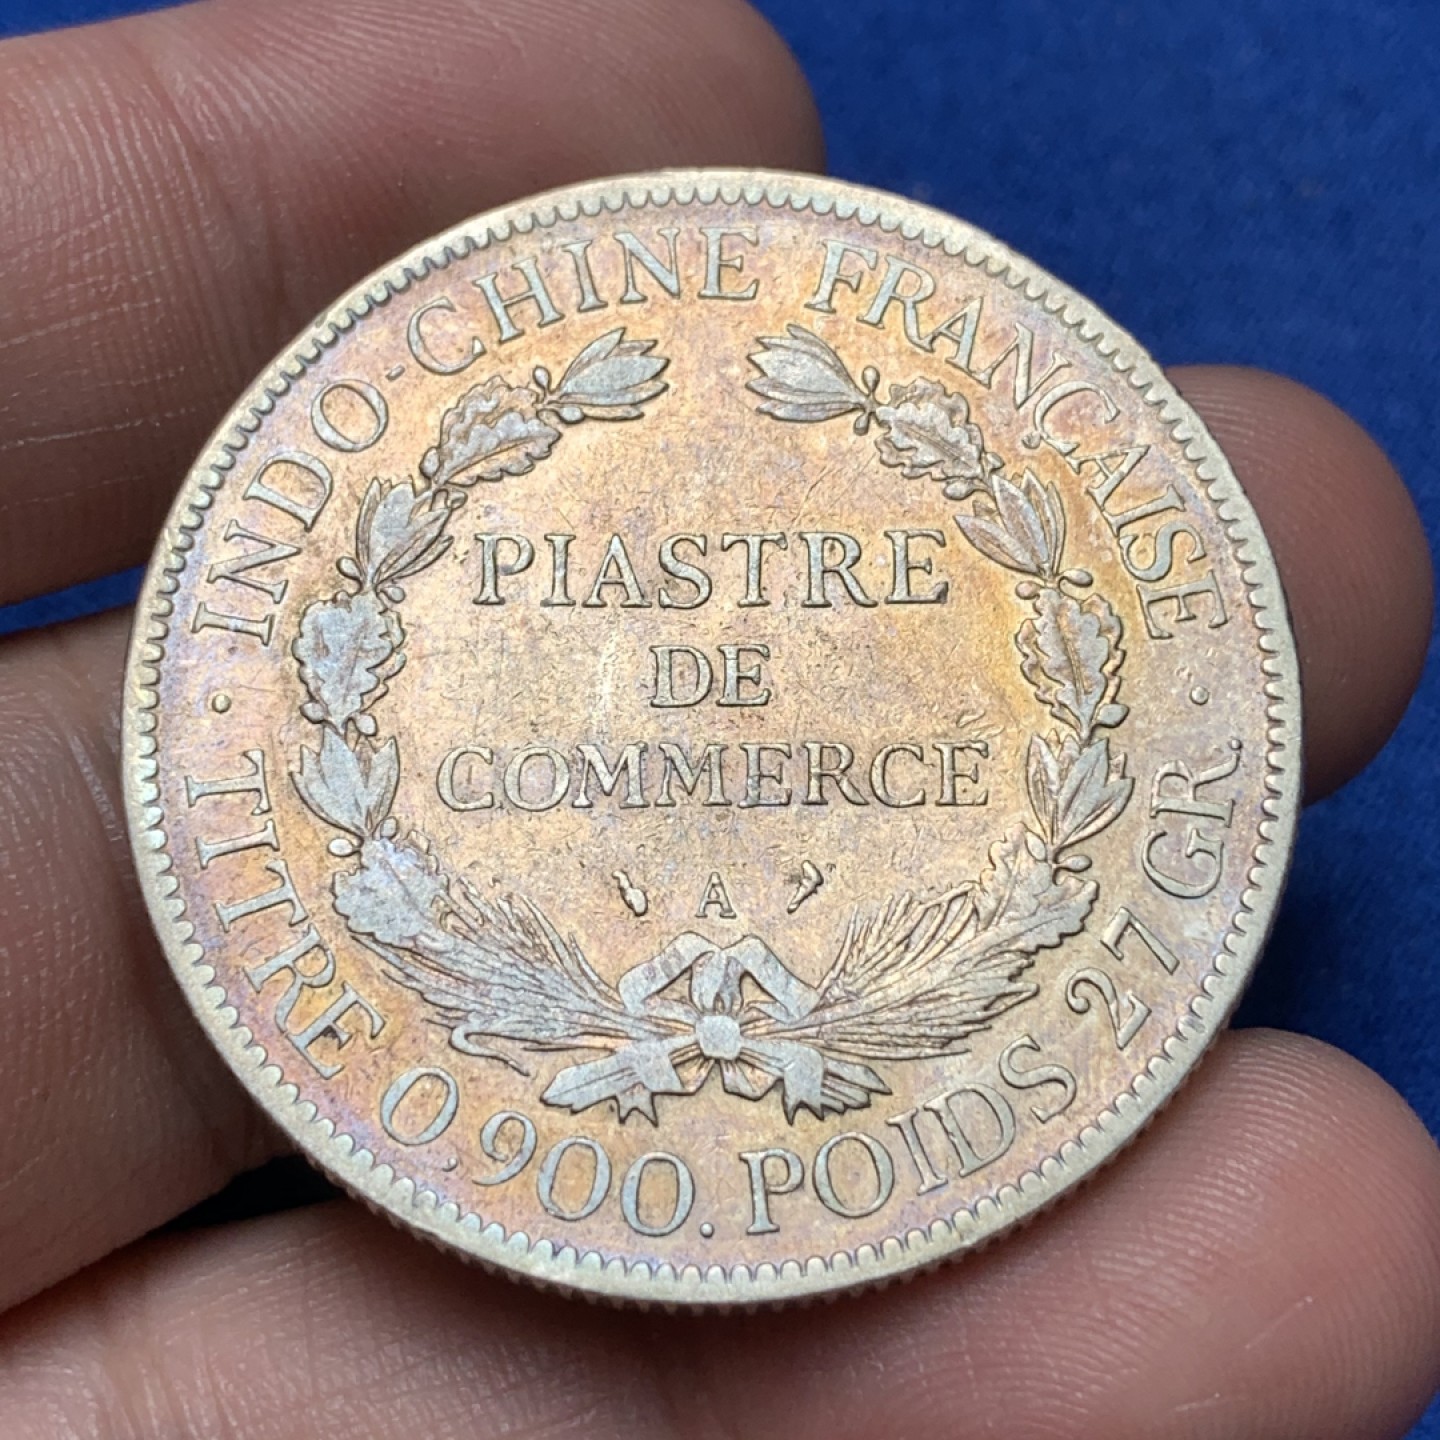 INDO-CHINE FRANÇAISE
PIASTRE
DE
COMMERCE
A
· TITRE 0,900. POIDS 27 GR. ·